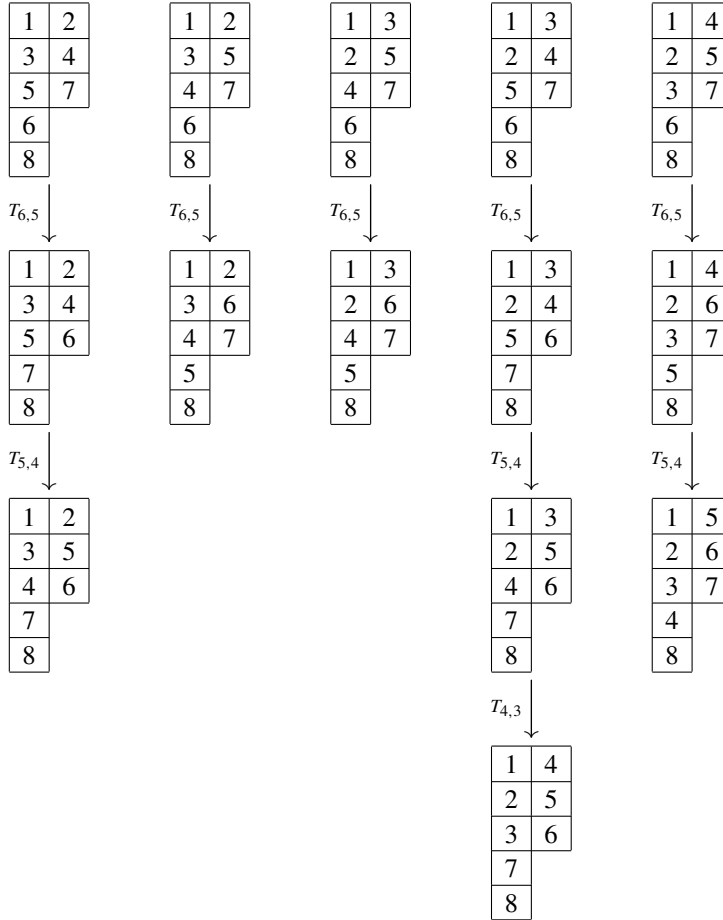 1 2 1 2 1 3 1 3 1 4
3 4 3 5 2 5 2 4 2 5
5 7 4 7 4 7 5 7 3 7
6 6 6 6 6
8 8 8 8 8
T6,5 T6,5 T6,5 T6,5 T6,5
1 2 1 2 1 3 1 3 1 4
3 4 3 6 2 6 2 4 2 6
5 6 4 7 4 7 5 6 3 7
7 5 5 7 5
8 8 8 8 8
T5,4 T5,4 T5,4
1 2 1 3 1 5
3 5 2 5 2 6
4 6 4 6 3 7
7 7 4
8 8 8
T4,3
1 4
2 5
3 6
7
8